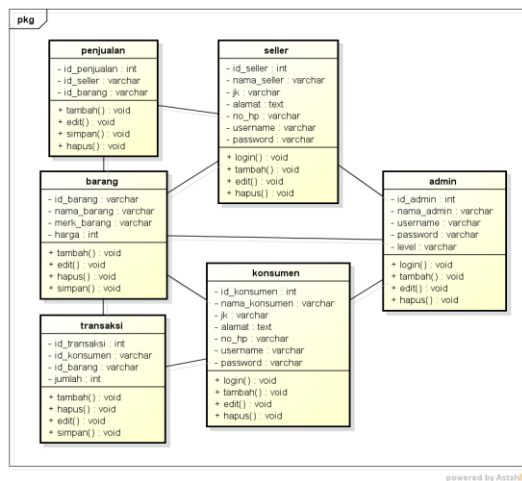 pkg
penjualan
- id_penjualan : int
- id_seller : varchar
- id_barang : varchar
+ tambah() : void
+ edit() : void
+ simpan() : void
+ hapus() : void
seller
- id_seller : int
- nama_seller : varchar
- jk : varchar
- alamat : text
- no_hp : varchar
- username : varchar
- password : varchar
+ login() : void
+ tambah() : void
+ edit() : void
+ hapus() : void
barang
- id_barang : varchar
- nama_barang : varchar
- merk_barang : varchar
- harga : int
+ tambah() : void
+ edit() : void
+ hapus() : void
+ simpan() : void
admin
- id_admin : int
- nama_admin : varchar
- username : varchar
- password : varchar
- level : varchar
+ login() : void
+ tambah() : void
+ edit() : void
+ hapus() : void
konsumen
- id_konsumen : int
- nama_konsumen : varchar
- jk : varchar
- alamat : text
- no_hp : varchar
- username : varchar
- password : varchar
+ login() : void
+ tambah() : void
+ edit() : void
+ hapus() : void
transaksi
- id_transaksi : int
- id_konsumen : varchar
- id_barang : varchar
- jumlah : int
+ tambah() : void
+ hapus() : void
+ edit() : void
+ simpan() : void
powered by Astah